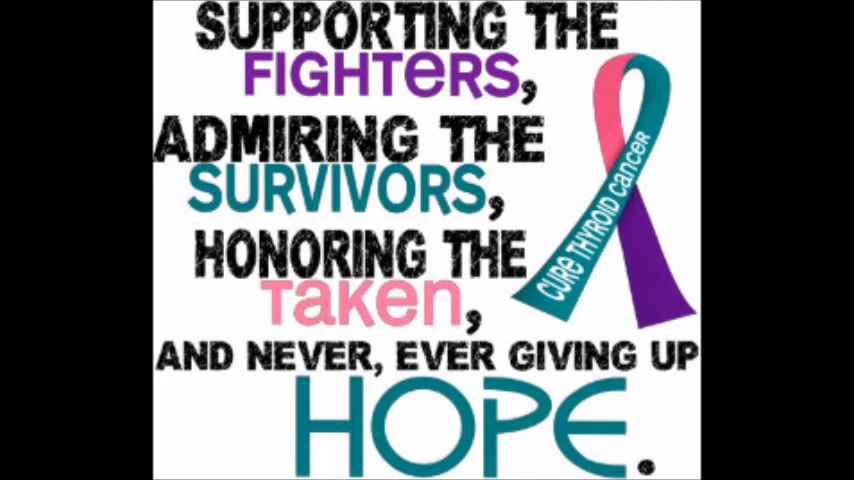 SUPPORTING THE
FIGHTERS,
ADMIRING THE
SURVIVORS,
HONORING THE
TAKEN,
AND NEVER, EVER GIVING UP
HOPE.
CURE THYROID CANCER